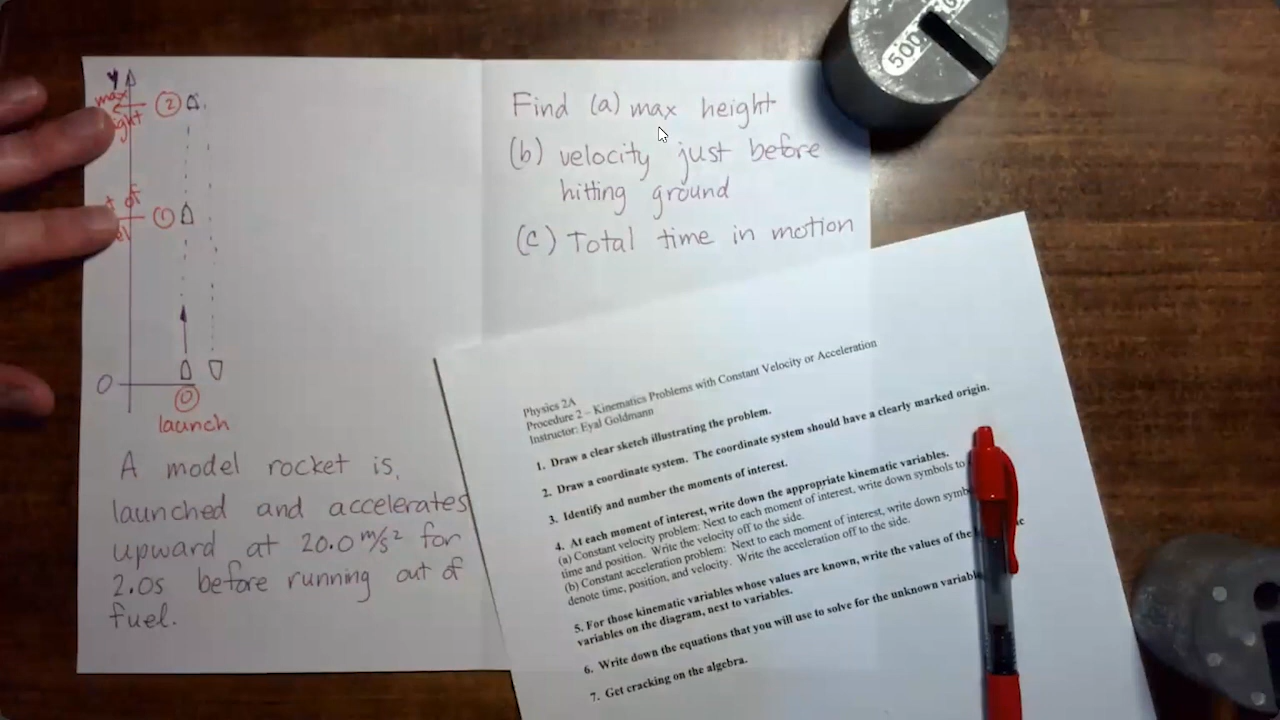 y
max
②
①
0
⓪
launch
A model rocket is
launched and accelerates
upward at 20.0 m/s² for
2.0s before running out of
fuel.
Find (a) max height
(b) velocity just before
hitting ground
(c) Total time in motion
500
Physics 2A
Procedure 2 – Kinematics Problems with Constant Velocity or Acceleration
Instructor: Eyal Goldmann
1. Draw a clear sketch illustrating the problem.
2. Draw a coordinate system. The coordinate system should have a clearly marked origin.
3. Identify and number the moments of interest.
4. At each moment of interest, write down the appropriate kinematic variables.
(a) Constant velocity problem: Next to each moment of interest, write down symbols to
time and position. Write the velocity off to the side.
(b) Constant acceleration problem: Next to each moment of interest, write down
denote time, position, and velocity. Write the acceleration off to the side.
5. For those kinematic variables whose values are known, write the values of the
variables on the diagram, next to variables.
6. Write down the equations that you will use to solve for the unknown
7. Get cracking on the algebra.